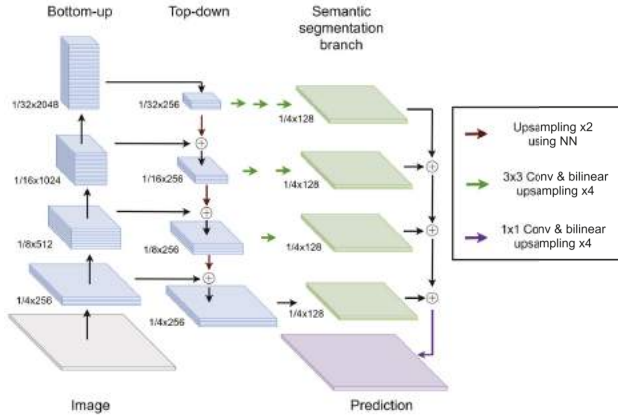 Bottom-up
Top-down
Semantic
segmentation
branch
1/32x2048
1/32x256
1/4x128
1/16x1024
1/16x256
1/4x128
1/8x512
1/8x256
1/4x128
1/4x256
1/4x256
1/4x128
Image
Prediction
Upsampling x2
using NN
3x3 Conv & bilinear
upsampling x4
1x1 Conv & bilinear
upsampling x4